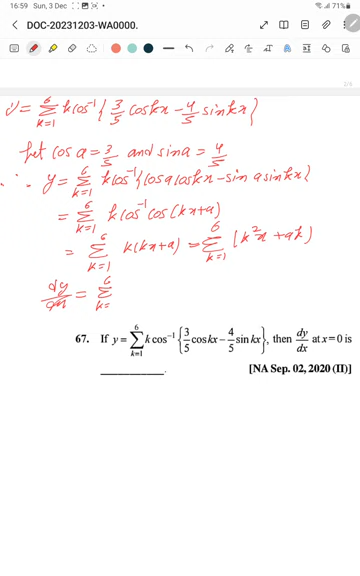 16:59 Sun, 3 Dec 71%
DOC-20231203-WA0000.
2/5
y = Σ_{k=1}^{6} k cos⁻¹ { 3/5 cos kx − 4/5 sin kx }
Let cos a = 3/5 and sin a = 4/5
∴ y = Σ_{k=1}^{6} k cos⁻¹ { cos a cos kx − sin a sin kx }
= Σ_{k=1}^{6} k cos⁻¹ cos (kx + a)
= Σ_{k=1}^{6} k (kx + a) = Σ_{k=1}^{6} (k²x + ak)
dy/dx = Σ_{k=}^{6}
67. If y = Σ_{k=1}^{6} k cos⁻¹ { 3/5 cos kx − 4/5 sin kx }, then dy/dx at x = 0 is
__________. [NA Sep. 02, 2020 (II)]